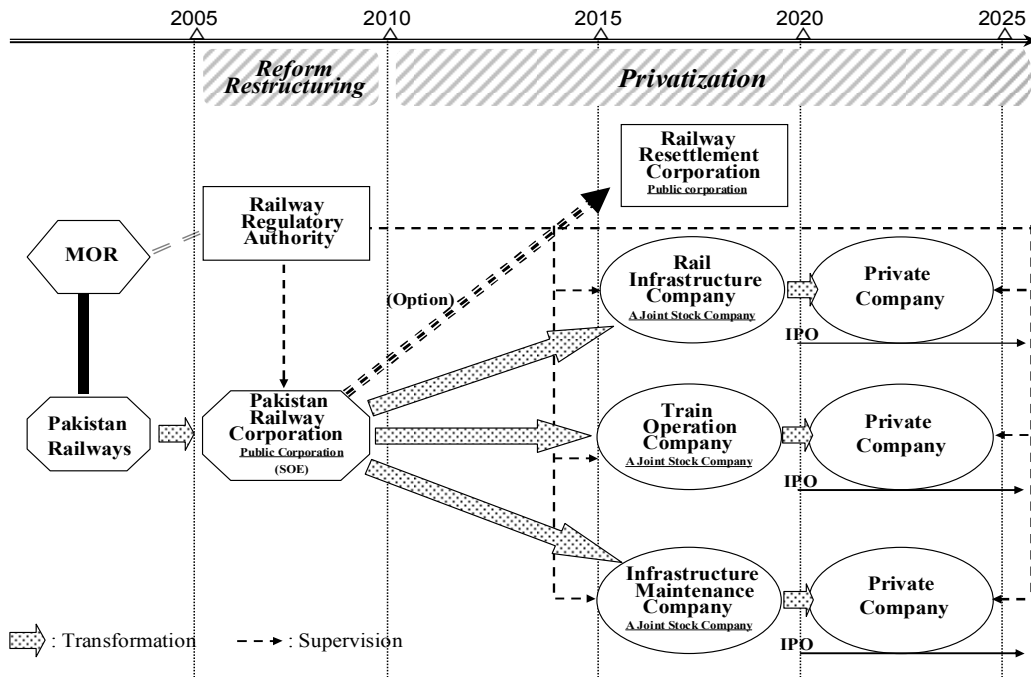 2005
2010
2015
2020
2025
Reform
Restructuring
Privatization
Railway
Resettlement
Corporation
Public corporation
Railway
Regulatory
Authority
MOR
(Option)
Rail
Infrastructure
Company
A Joint Stock Company
Private
Company
IPO
Pakistan
Railways
Pakistan
Railway
Corporation
Public Corporation
(SOE)
Train
Operation
Company
A Joint Stock Company
Private
Company
IPO
Infrastructure
Maintenance
Company
A Joint Stock Company
Private
Company
IPO
: Transformation
: Supervision